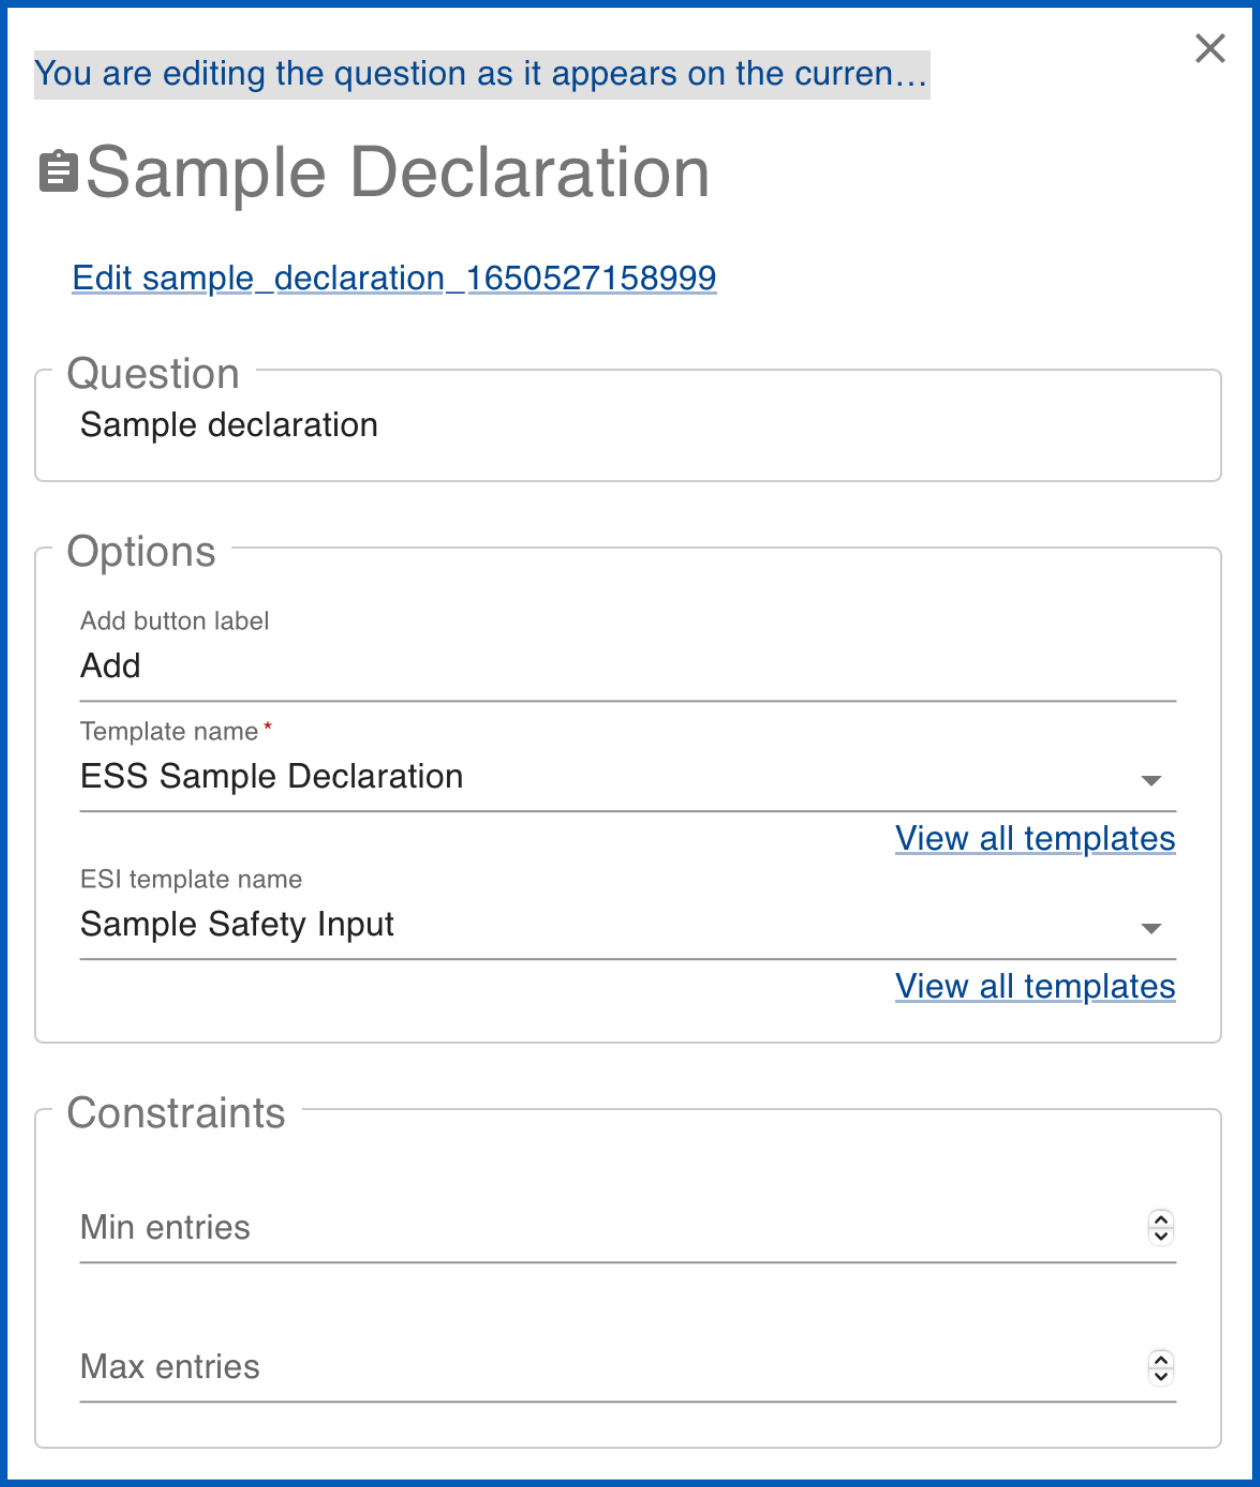 You are editing the question as it appears on the curren…
Sample Declaration
Edit sample_declaration_1650527158999
Question
Sample declaration
Options
Add button label
Add
Template name *
ESS Sample Declaration
View all templates
ESI template name
Sample Safety Input
View all templates
Constraints
Min entries
Max entries